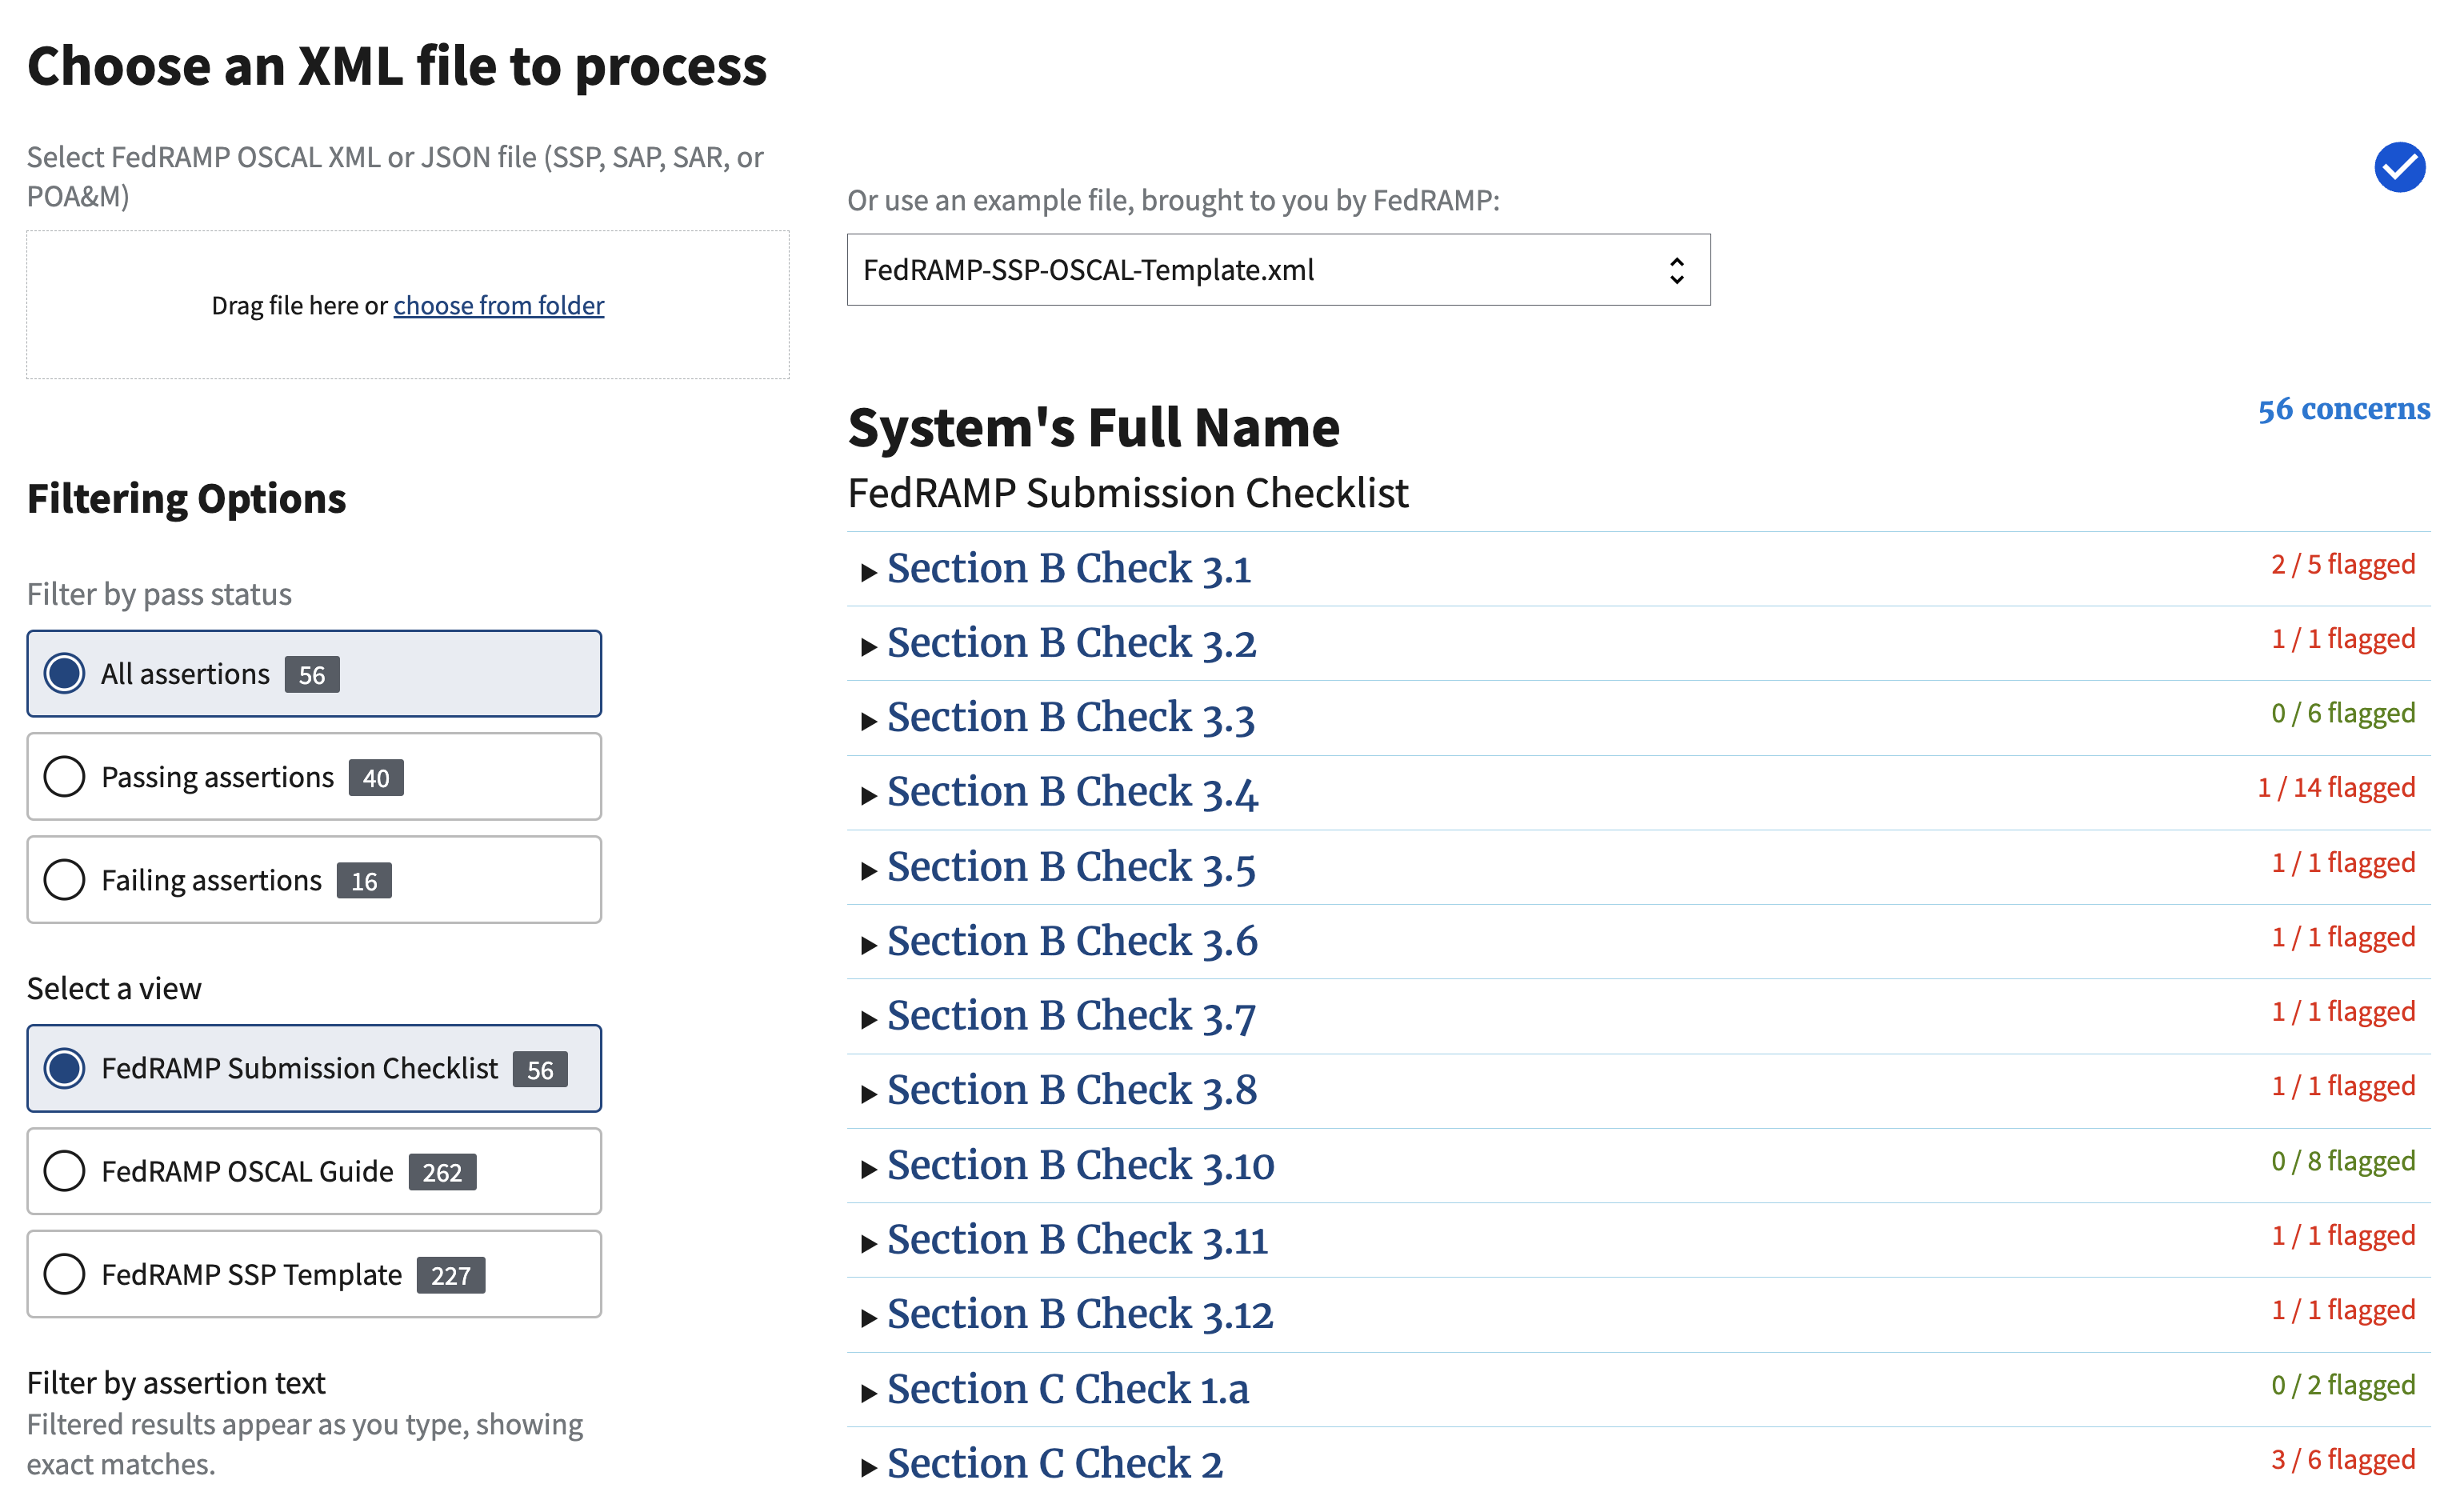 Choose an XML file to process
Select FedRAMP OSCAL XML or JSON file (SSP, SAP, SAR, or
POA&M)
Drag file here or choose from folder
Or use an example file, brought to you by FedRAMP:
FedRAMP-SSP-OSCAL-Template.xml
Filtering Options
Filter by pass status
All assertions 56
Passing assertions 40
Failing assertions 16
Select a view
FedRAMP Submission Checklist 56
FedRAMP OSCAL Guide 262
FedRAMP SSP Template 227
Filter by assertion text
Filtered results appear as you type, showing
exact matches.
System's Full Name
56 concerns
FedRAMP Submission Checklist
Section B Check 3.1 2 / 5 flagged
Section B Check 3.2 1 / 1 flagged
Section B Check 3.3 0 / 6 flagged
Section B Check 3.4 1 / 14 flagged
Section B Check 3.5 1 / 1 flagged
Section B Check 3.6 1 / 1 flagged
Section B Check 3.7 1 / 1 flagged
Section B Check 3.8 1 / 1 flagged
Section B Check 3.10 0 / 8 flagged
Section B Check 3.11 1 / 1 flagged
Section B Check 3.12 1 / 1 flagged
Section C Check 1.a 0 / 2 flagged
Section C Check 2 3 / 6 flagged